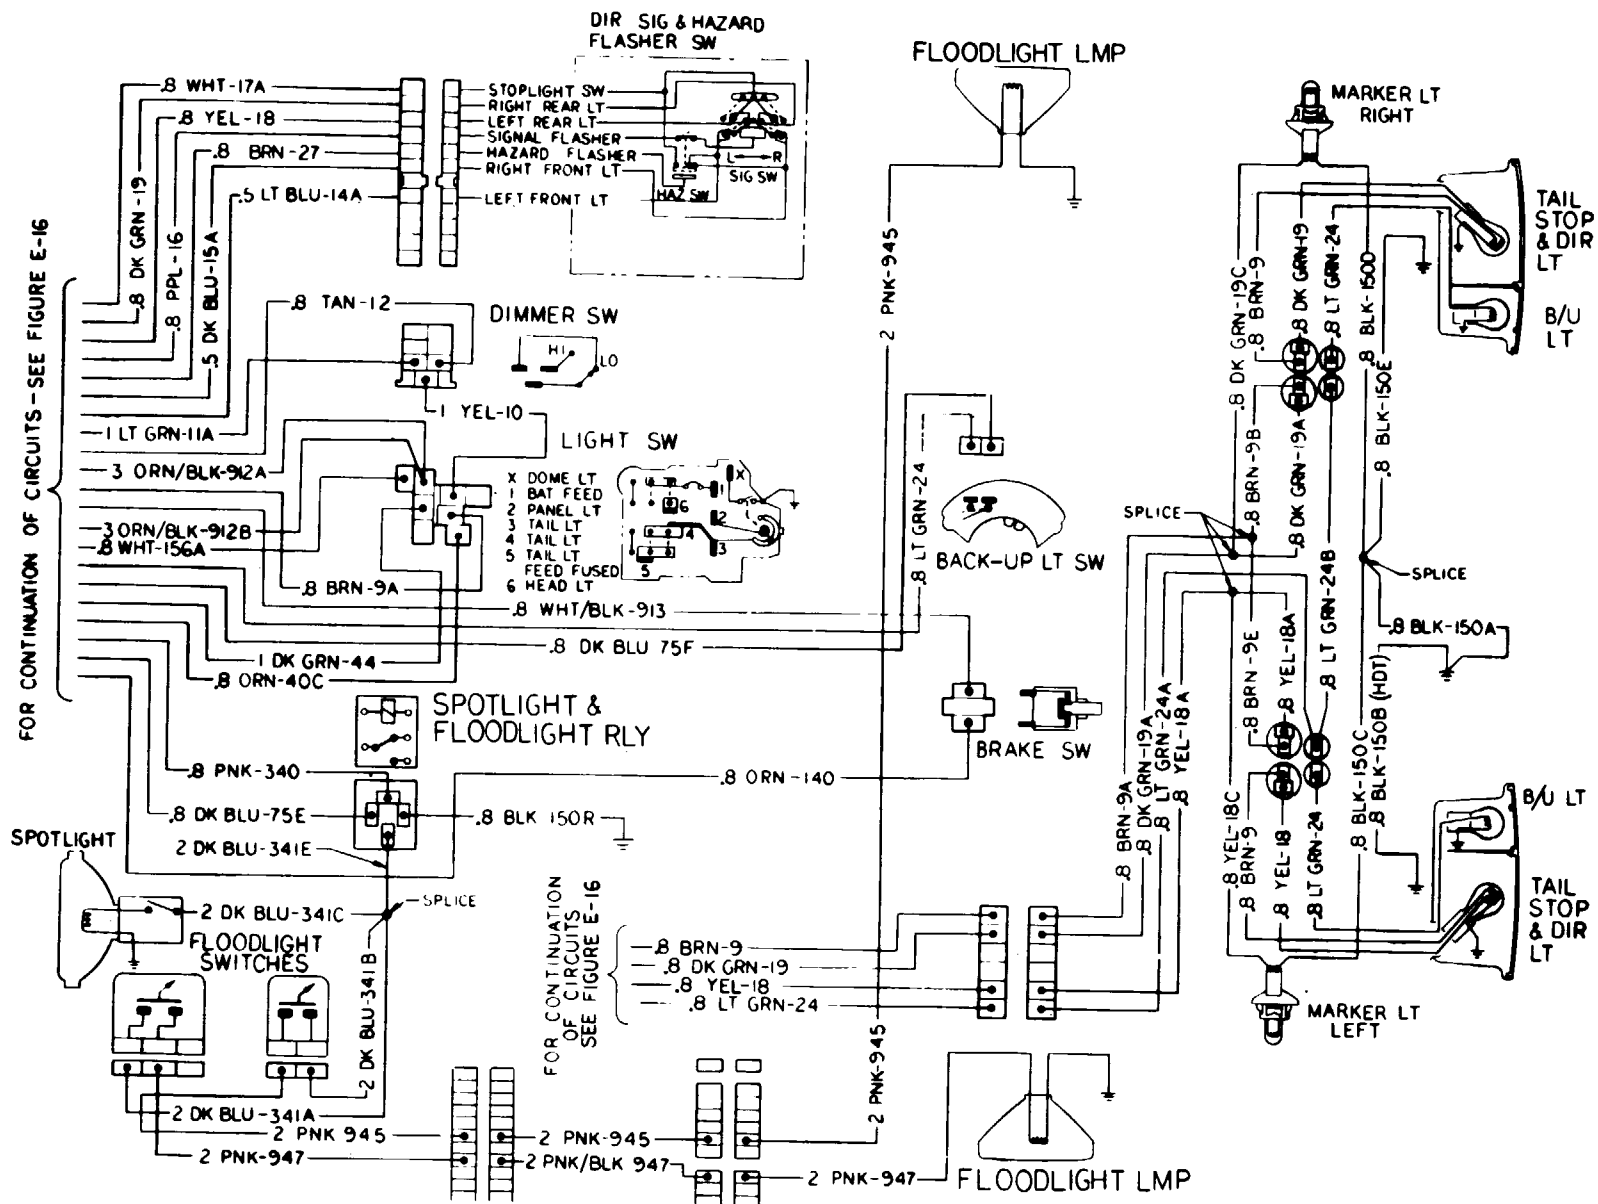 DIR SIG & HAZARD
FLASHER SW
.8 WHT-17A
.8 YEL-18
.8 BRN-27
.5 LT BLU-14A
.8 DK GRN-19
.8 PPL-16
.5 DK BLU-15A
STOPLIGHT SW
RIGHT REAR LT
LEFT REAR LT
SIGNAL FLASHER
HAZARD FLASHER
RIGHT FRONT LT
LEFT FRONT LT
L
R
SIG SW
HAZ SW
FLOODLIGHT LMP
MARKER LT
RIGHT
TAIL
STOP
& DIR
LT
B/U
LT
FOR CONTINUATION OF CIRCUITS-SEE FIGURE E-16
.8 TAN-12
DIMMER SW
HI
LO
1 YEL-10
1 LT GRN-11A
3 ORN/BLK-912A
3 ORN/BLK-912B
.8 WHT-156A
.8 BRN-9A
LIGHT SW
X DOME LT
1 BAT FEED
2 PANEL LT
3 TAIL LT
4 TAIL LT
5 TAIL LT
FEED FUSED
6 HEAD LT
X
1
6
2
4
3
5
.8 WHT/BLK-913
.8 DK BLU 75F
1 DK GRN-44
.8 ORN-40C
2 PNK-945
2 PNK-945
.8 LT GRN-24
BACK-UP LT SW
BRAKE SW
.8 ORN-140
SPOTLIGHT &
FLOODLIGHT RLY
.8 PNK-340
.8 DK BLU-75E
.8 BLK 150R
2 DK BLU-341E
SPOTLIGHT
2 DK BLU-341C
SPLICE
FLOODLIGHT
SWITCHES
2 DK BLU-341B
2 DK BLU-341A
2 PNK 945
2 PNK-947
2 PNK-945
2 PNK/BLK 947
2 PNK-945
2 PNK-947
FLOODLIGHT LMP
FOR CONTINUATION
OF CIRCUITS
SEE FIGURE E-16
.8 BRN-9
.8 DK GRN-19
.8 YEL-18
.8 LT GRN-24
.8 BRN-9A
.8 DK GRN-19A
.8 LT GRN-24A
.8 YEL-18A
SPLICE
.8 DK GRN-19C
.8 BRN-9
.8 DK GRN-19
.8 LT GRN-24
.8 BLK-150D
.8 BLK-150E
.8 BRN-9B
.8 DK GRN-19A
.8 LT GRN-24B
SPLICE
.8 BLK-150A
.8 BRN-9E
.8 YEL-18A
.8 BLK-150C
.8 BLK-150B (HDT)
.8 YEL-18C
.8 BRN-9
.8 YEL-18
.8 LT GRN-24
B/U LT
TAIL
STOP
& DIR
LT
MARKER LT
LEFT